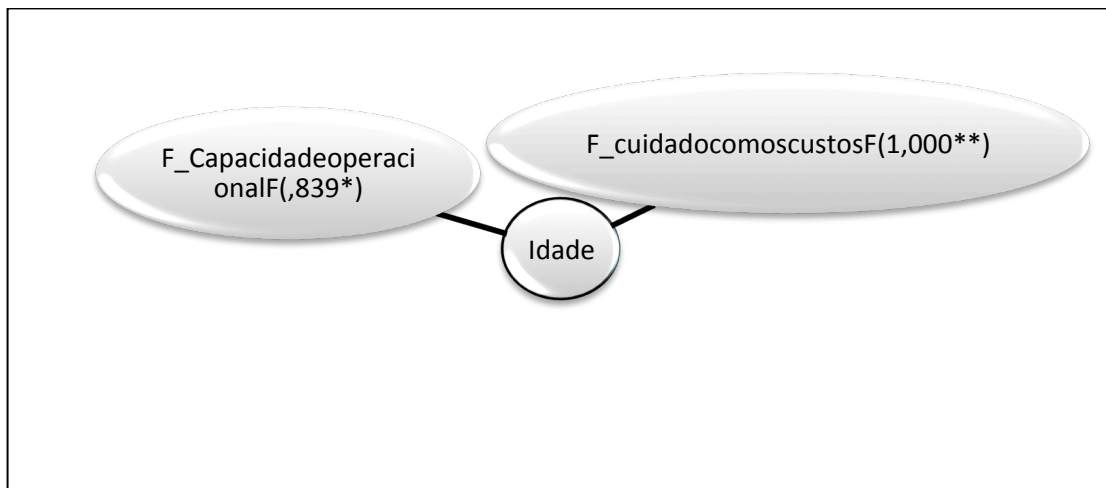 F_Capacidadeoperaci
onalF(,839*)
F_cuidadocomoscustosF(1,000**)
Idade